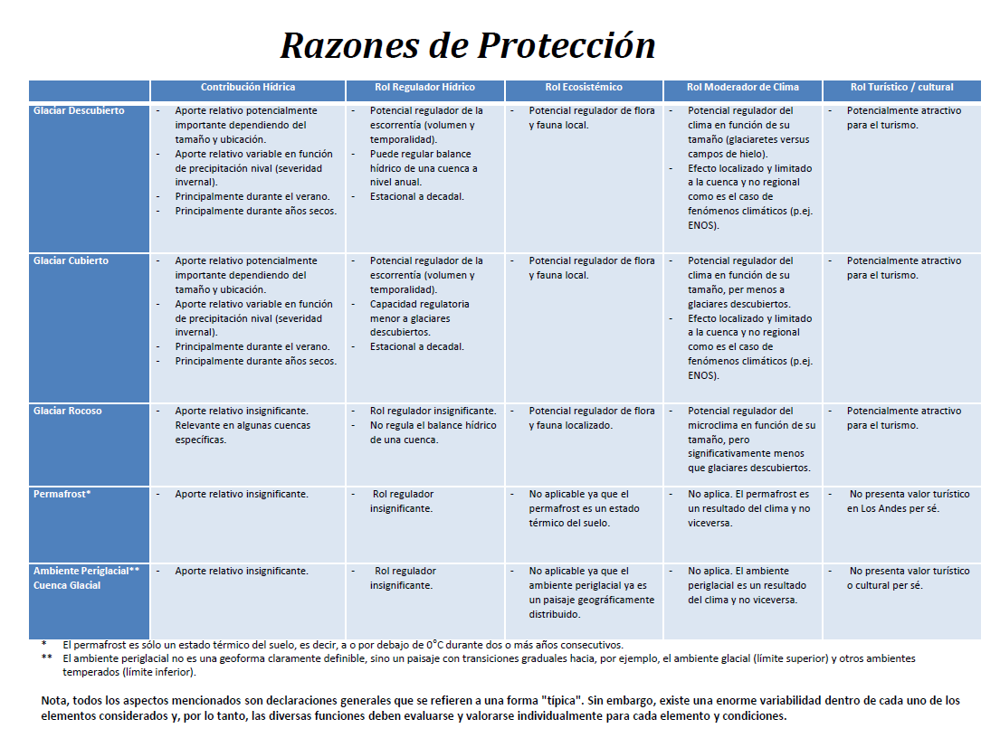 Razones de Protección
Contribución Hídrica
Rol Regulador Hídrico
Rol Ecosistémico
Rol Moderador de Clima
Rol Turístico / cultural
Glaciar Descubierto
- Aporte relativo potencialmente
importante dependiendo del
tamaño y ubicación.
- Aporte relativo variable en función
de precipitación nival (severidad
invernal).
- Principalmente durante el verano.
- Principalmente durante años secos.
- Potencial regulador de la
escorrentía (volumen y
temporalidad).
- Puede regular balance
hídrico de una cuenca a
nivel anual.
- Estacional a decadal.
- Potencial regulador de flora
y fauna local.
- Potencial regulador del
clima en función de su
tamaño (glaciaretes versus
campos de hielo).
- Efecto localizado y limitado
a la cuenca y no regional
como es el caso de
fenómenos climáticos (p.ej.
ENOS).
- Potencialmente atractivo
para el turismo.
Glaciar Cubierto
- Aporte relativo potencialmente
importante dependiendo del
tamaño y ubicación.
- Aporte relativo variable en función
de precipitación nival (severidad
invernal).
- Principalmente durante el verano.
- Principalmente durante años secos.
- Potencial regulador de la
escorrentía (volumen y
temporalidad).
- Capacidad regulatoria
menor a glaciares
descubiertos.
- Estacional a decadal.
- Potencial regulador de flora
y fauna local.
- Potencial regulador del
clima en función de su
tamaño, per menos a
glaciares descubiertos.
- Efecto localizado y limitado
a la cuenca y no regional
como es el caso de
fenómenos climáticos (p.ej.
ENOS).
- Potencialmente atractivo
para el turismo.
Glaciar Rocoso
- Aporte relativo insignificante.
Relevante en algunas cuencas
específicas.
- Rol regulador insignificante.
- No regula el balance hídrico
de una cuenca.
- Potencial regulador de flora
y fauna localizado.
- Potencial regulador del
microclima en función de su
tamaño, pero
significativamente menos
que glaciares descubiertos.
- Potencialmente atractivo
para el turismo.
Permafrost*
- Aporte relativo insignificante.
- Rol regulador
insignificante.
- No aplicable ya que el
permafrost es un estado
térmico del suelo.
- No aplica. El permafrost es
un resultado del clima y no
viceversa.
- No presenta valor turístico
en Los Andes per sé.
Ambiente Periglacial**
Cuenca Glacial
- Aporte relativo insignificante.
- Rol regulador
insignificante.
- No aplicable ya que el
ambiente periglacial ya es
un paisaje geográficamente
distribuido.
- No aplica. El ambiente
periglacial es un resultado
del clima y no viceversa.
- No presenta valor turístico
o cultural per sé.
* El permafrost es sólo un estado térmico del suelo, es decir, a o por debajo de 0°C durante dos o más años consecutivos.
** El ambiente periglacial no es una geoforma claramente definible, sino un paisaje con transiciones graduales hacia, por ejemplo, el ambiente glacial (límite superior) y otros ambientes
temperados (límite inferior).
Nota, todos los aspectos mencionados son declaraciones generales que se refieren a una forma "típica". Sin embargo, existe una enorme variabilidad dentro de cada uno de los
elementos considerados y, por lo tanto, las diversas funciones deben evaluarse y valorarse individualmente para cada elemento y condiciones.